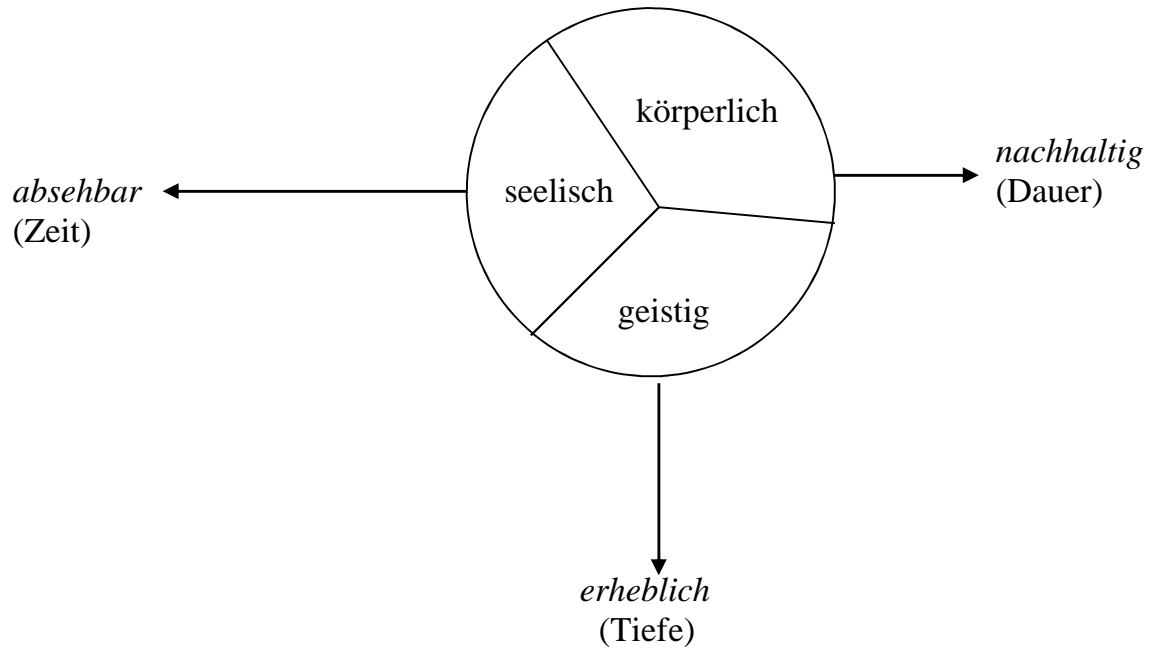 körperlich
nachhaltig
(Dauer)
absehbar
(Zeit)
seelisch
geistig
erheblich
(Tiefe)